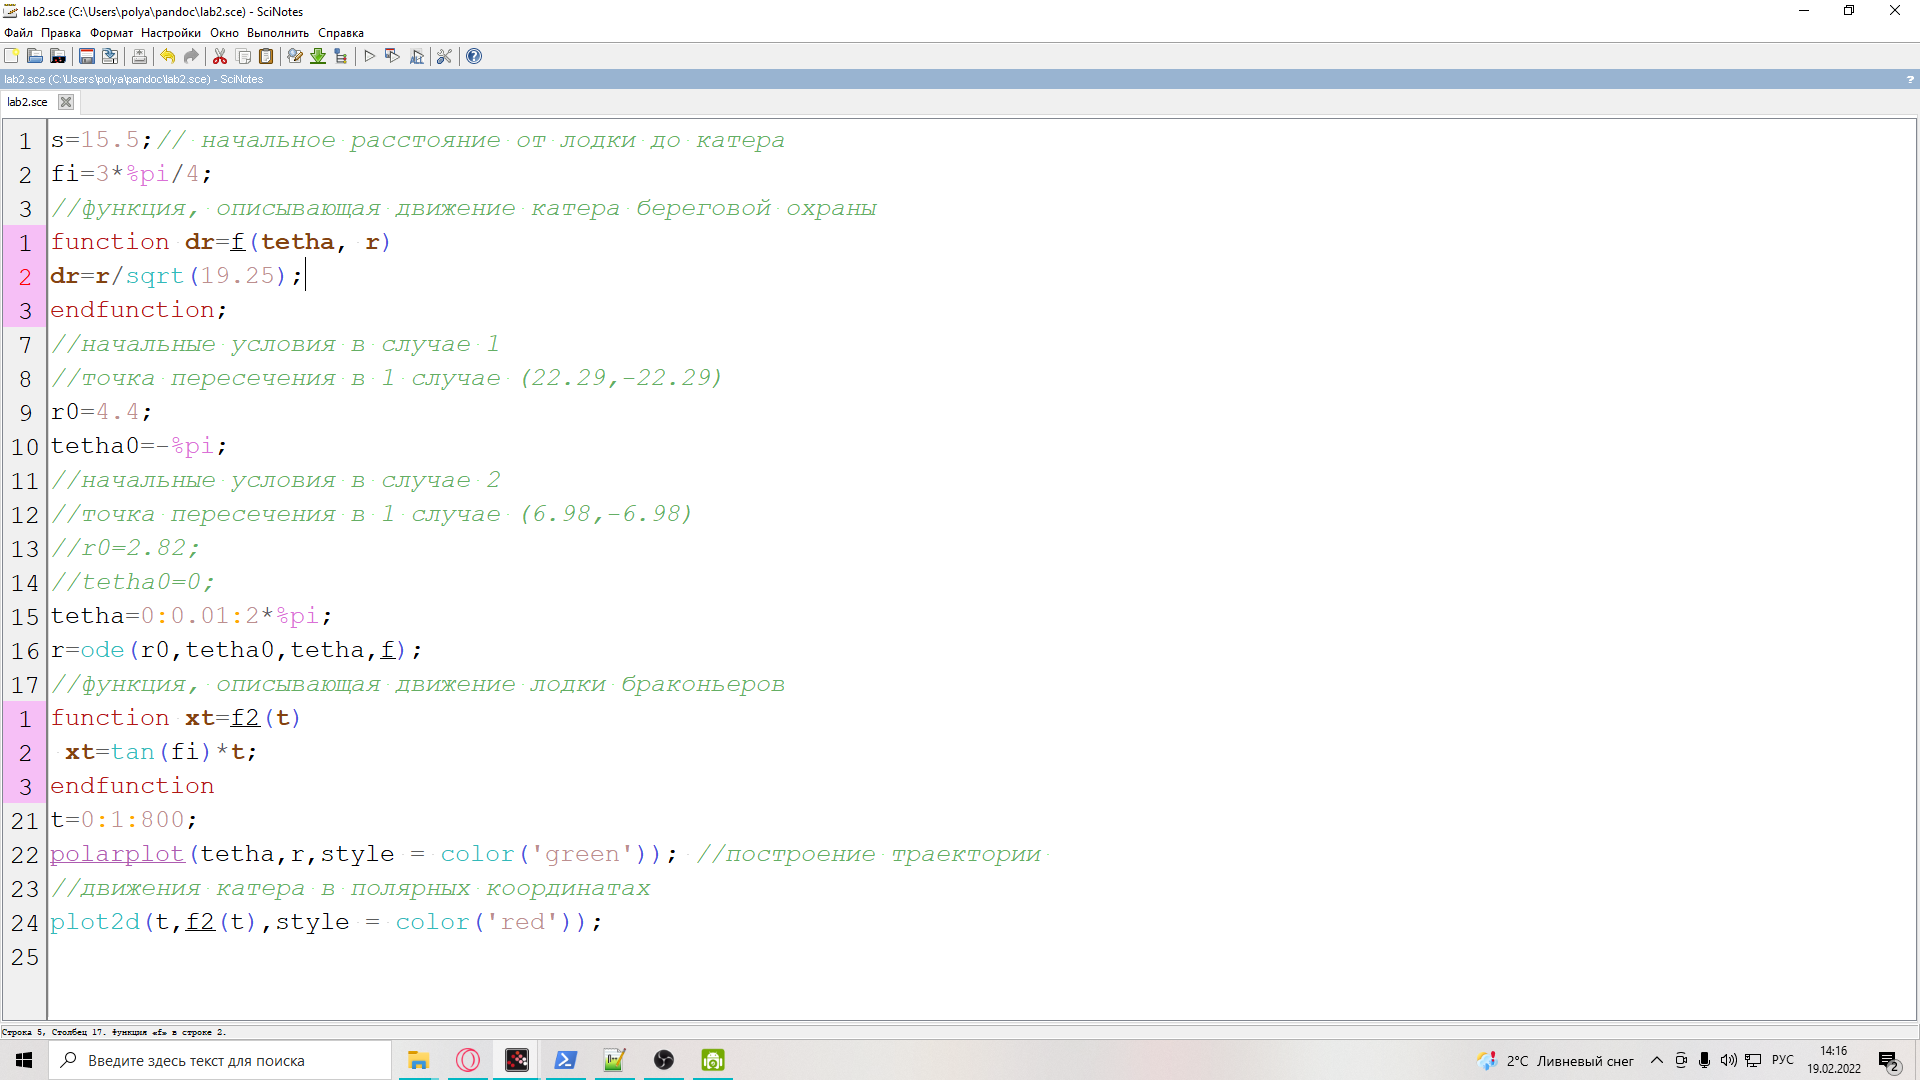 lab2.sce (C:\Users\polya\pandoc\lab2.sce) - SciNotes
Файл Правка Формат Настройки Окно Выполнить Справка
lab2.sce (C:\Users\polya\pandoc\lab2.sce) - SciNotes ?
lab2.sce
1 s=15.5;// начальное расстояние от лодки до катера
2 fi=3*%pi/4;
3 //функция, описывающая движение катера береговой охраны
1 function dr=f(tetha, r)
2 dr=r/sqrt(19.25);
3 endfunction;
7 //начальные условия в случае 1
8 //точка пересечения в 1 случае (22.29,-22.29)
9 r0=4.4;
10 tetha0=-%pi;
11 //начальные условия в случае 2
12 //точка пересечения в 1 случае (6.98,-6.98)
13 //r0=2.82;
14 //tetha0=0;
15 tetha=0:0.01:2*%pi;
16 r=ode(r0,tetha0,tetha,f);
17 //функция, описывающая движение лодки браконьеров
1 function xt=f2(t)
2 xt=tan(fi)*t;
3 endfunction
21 t=0:1:800;
22 polarplot(tetha,r,style = color('green')); //построение траектории
23 //движения катера в полярных координатах
24 plot2d(t,f2(t),style = color('red'));
25
Строка 5, Столбец 17. Функция «f» в строке 2.
Введите здесь текст для поиска
2°C Ливневый снег
РУС
14:16
19.02.2022
2